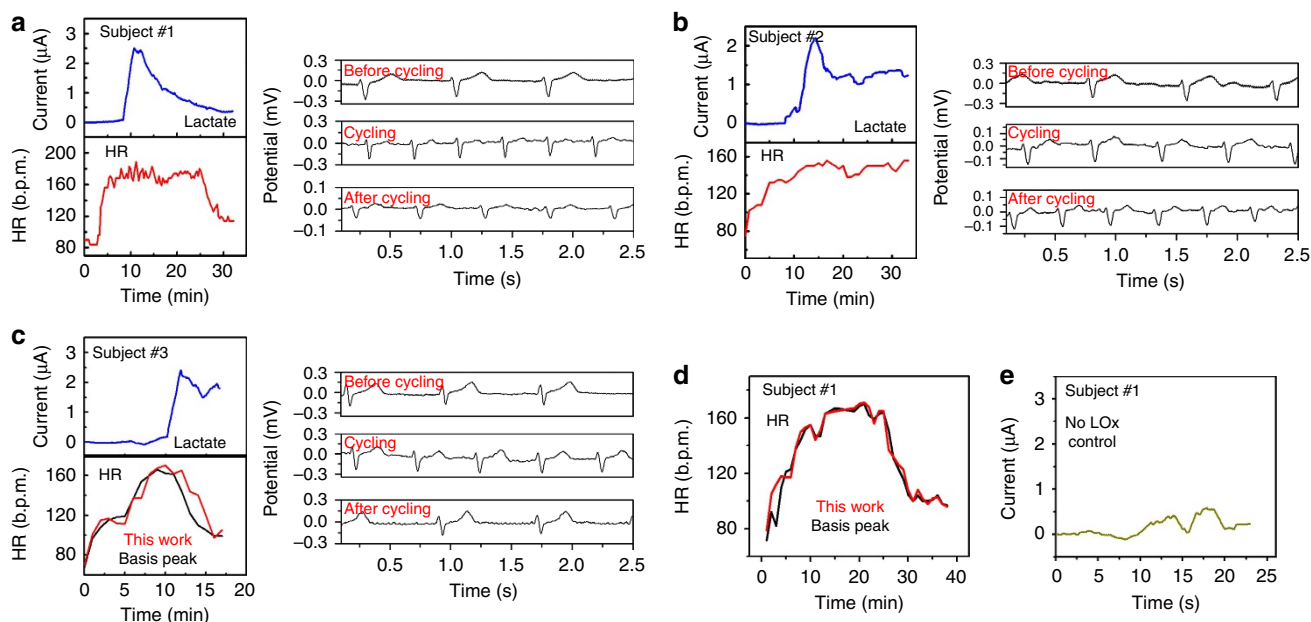 a
Subject #1
Current (µA)
3
2
1
0
Lactate
HR
HR (b.p.m.)
200
160
120
80
0 10 20 30
Time (min)
Before cycling
0.3
0.0
−0.3
Cycling
0.3
0.0
−0.3
After cycling
0.1
0.0
−0.1
Potential (mV)
0.5 1.0 1.5 2.0 2.5
Time (s)
b
Subject #2
Current (µA)
2
1
0
Lactate
HR
HR (b.p.m.)
160
120
80
0 10 20 30
Time (min)
Before cycling
0.3
0.0
−0.3
Cycling
0.1
0.0
−0.1
After cycling
0.1
0.0
−0.1
Potential (mV)
0.5 1.0 1.5 2.0 2.5
Time (s)
c
Subject #3
Current (µA)
3
2
1
0
Lactate
HR
HR (b.p.m.)
160
120
80
This work
Basis peak
0 5 10 15 20
Time (min)
Before cycling
0.3
0.0
−0.3
Cycling
0.3
0.0
−0.3
After cycling
0.3
0.0
−0.3
Potential (mV)
0.5 1.0 1.5 2.0 2.5
Time (s)
d
Subject #1
HR
HR (b.p.m.)
160
120
80
This work
Basis peak
0 10 20 30 40
Time (min)
e
Subject #1
No LOx
control
Current (µA)
3
2
1
0
0 5 10 15 20 25
Time (s)